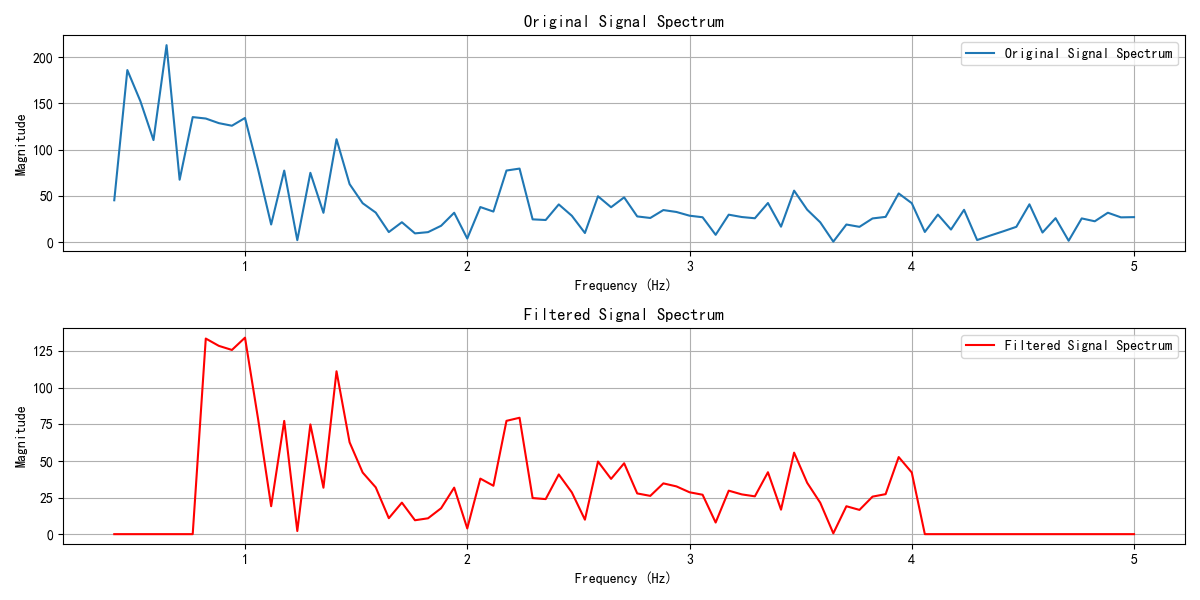 Original Signal Spectrum
Original Signal Spectrum
Magnitude
200
150
100
50
0
1 2 3 4 5
Frequency (Hz)
Filtered Signal Spectrum
Filtered Signal Spectrum
Magnitude
125
100
75
50
25
0
1 2 3 4 5
Frequency (Hz)